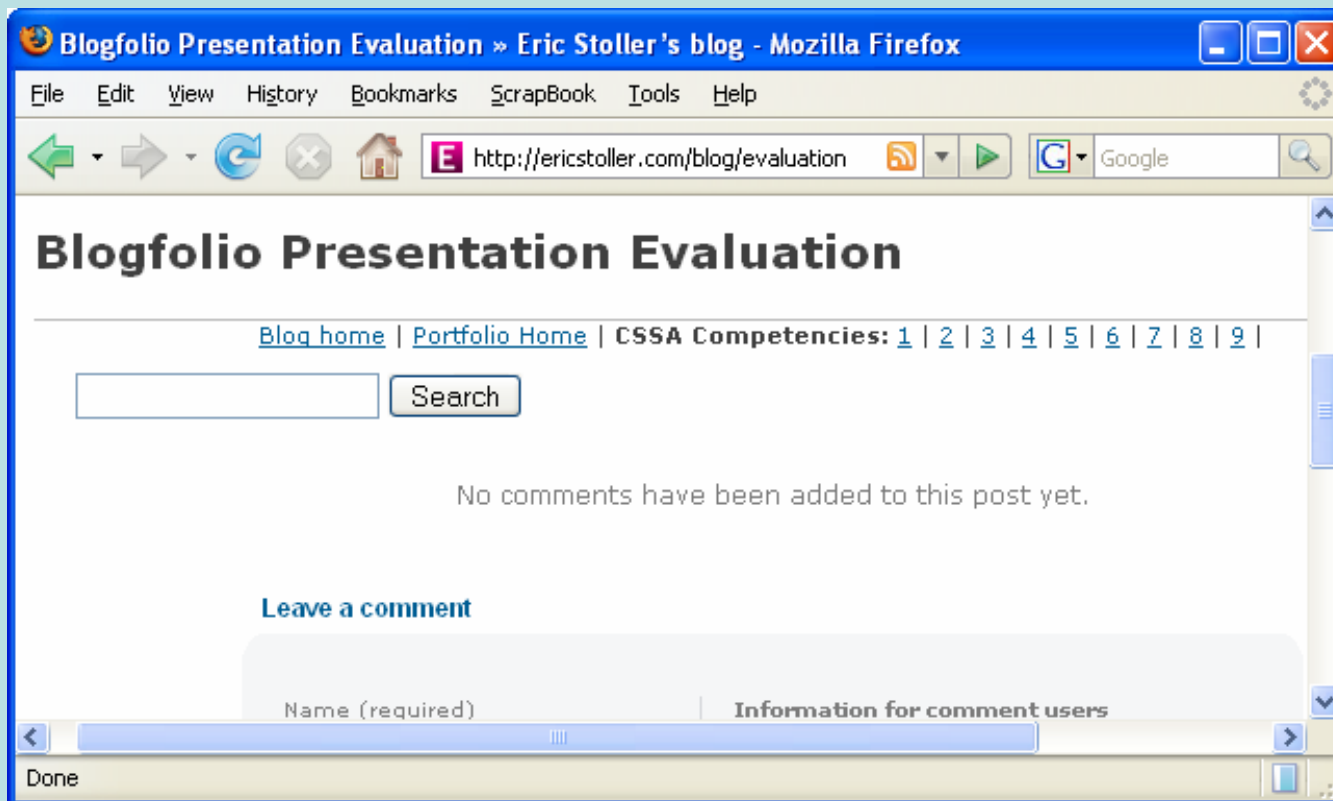 Blogfolio Presentation Evaluation » Eric Stoller's blog - Mozilla Firefox
File Edit View History Bookmarks ScrapBook Tools Help
E http://ericstoller.com/blog/evaluation G Google
Blogfolio Presentation Evaluation
Blog home | Portfolio Home | CSSA Competencies: 1 | 2 | 3 | 4 | 5 | 6 | 7 | 8 | 9 |
Search
No comments have been added to this post yet.
Leave a comment
Name (required) Information for comment users
Done